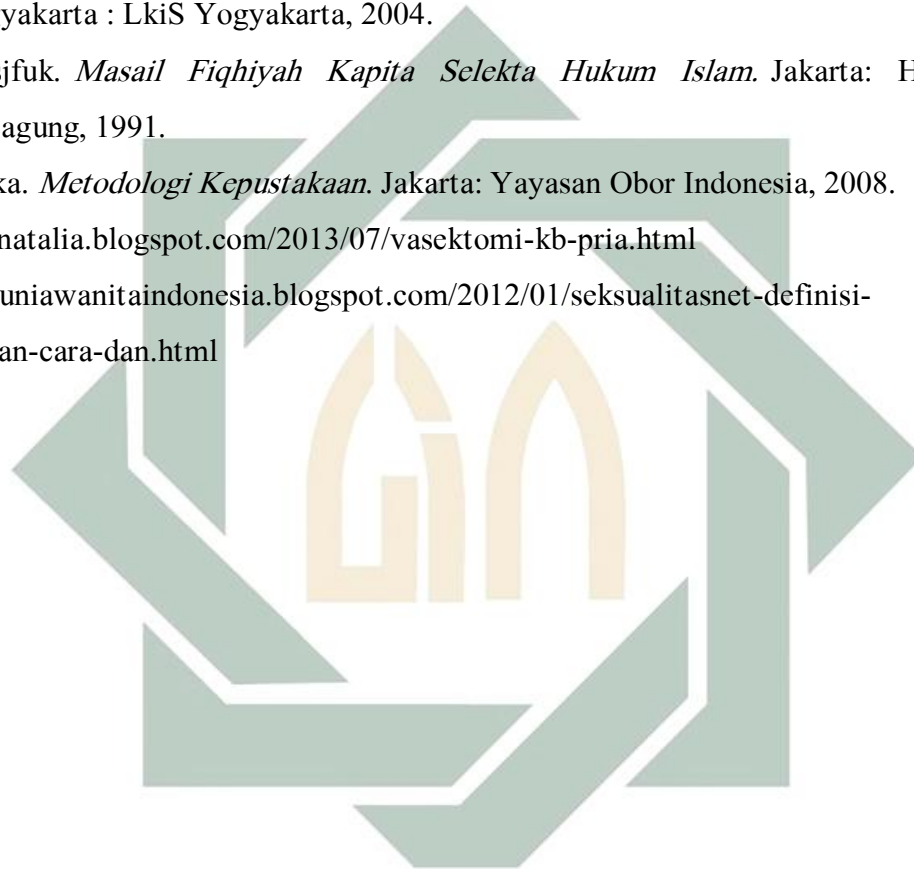 yakarta : LkiS Yogyakarta, 2004.
sjfuk. Masail Fiqhiyah Kapita Selekta Hukum Islam. Jakarta: H
agung, 1991.
ka. Metodologi Kepustakaan. Jakarta: Yayasan Obor Indonesia, 2008.
natalia.blogspot.com/2013/07/vasektomi-kb-pria.html
uniawanitaindonesia.blogspot.com/2012/01/seksualitasnet-definisi-
an-cara-dan.html